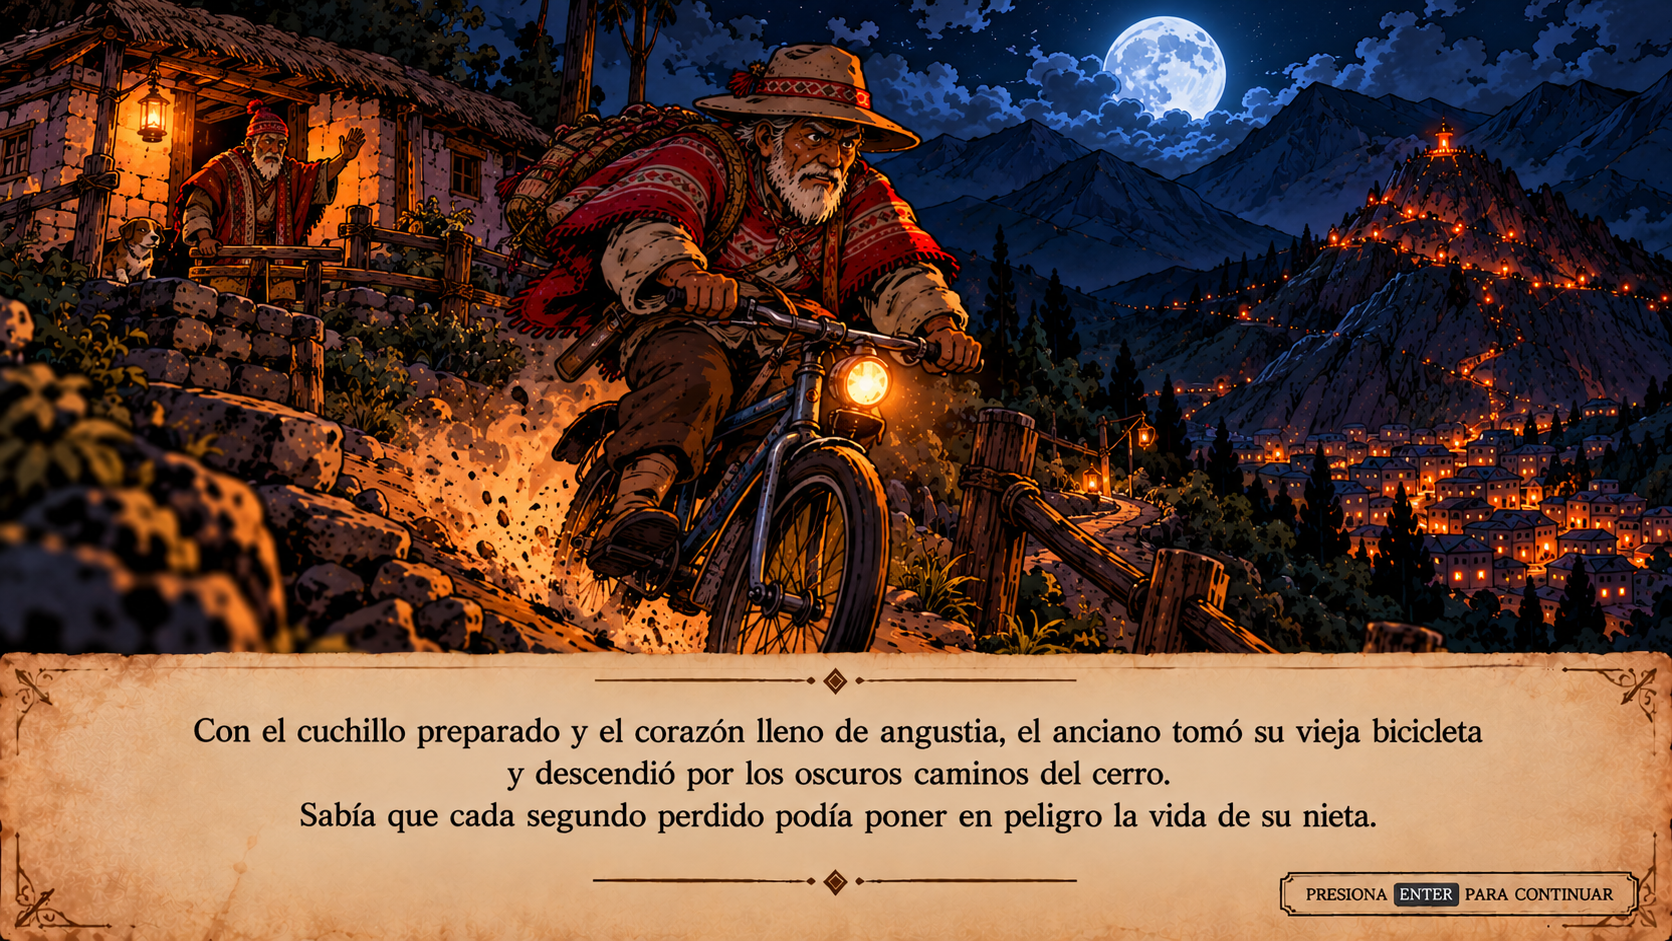 Con el cuchillo preparado y el corazón lleno de angustia, el anciano tomó su vieja bicicleta
y descendió por los oscuros caminos del cerro.
Sabía que cada segundo perdido podía poner en peligro la vida de su nieta.
PRESIONA ENTER PARA CONTINUAR